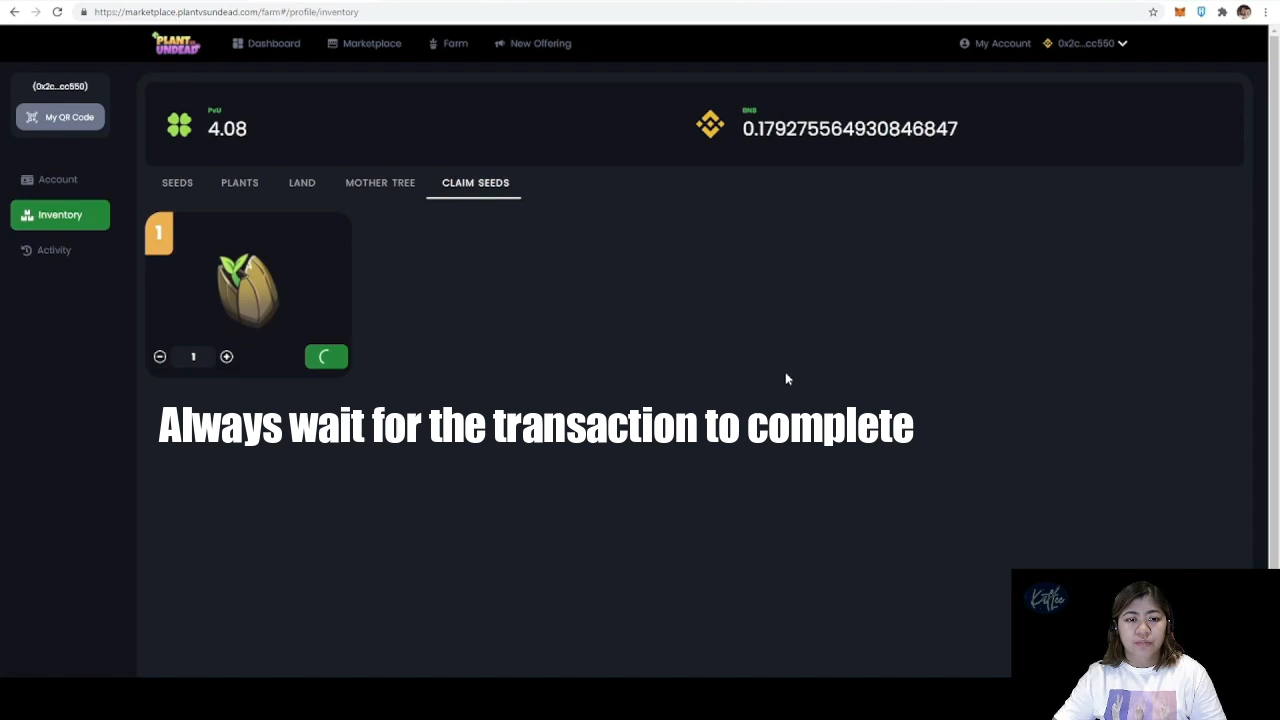 https://marketplace.plantvsundead.com/farm#/profile/inventory
PLANT VS UNDEAD
Dashboard
Marketplace
Farm
New Offering
My Account
0x2c...cc550
(0x2c...cc550)
My QR Code
Account
Inventory
Activity
PVU
4.08
BNB
0.179275564930846847
SEEDS
PLANTS
LAND
MOTHER TREE
CLAIM SEEDS
1
1
Always wait for the transaction to complete